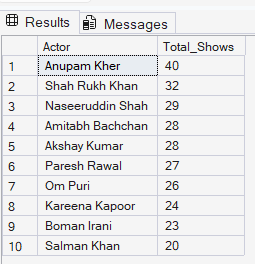 Results Messages
Actor Total_Shows
1 Anupam Kher 40
2 Shah Rukh Khan 32
3 Naseeruddin Shah 29
4 Amitabh Bachchan 28
5 Akshay Kumar 28
6 Paresh Rawal 27
7 Om Puri 26
8 Kareena Kapoor 24
9 Boman Irani 23
10 Salman Khan 20